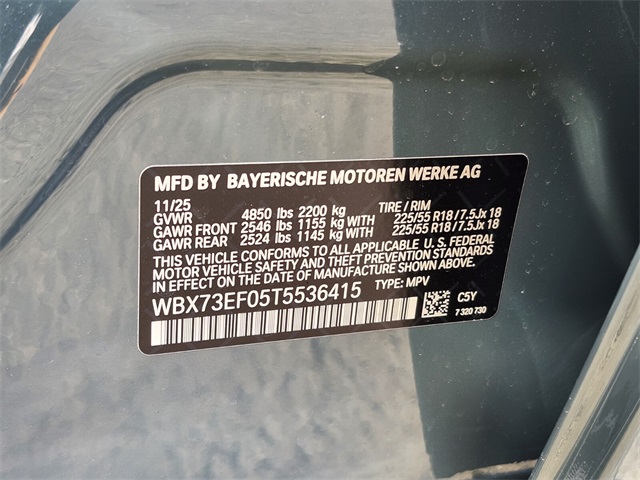 MFD BY BAYERISCHE MOTOREN WERKE AG
11/25
GVWR 4850 lbs 2200 kg TIRE / RIM
GAWR FRONT 2546 lbs 1155 kg WITH 225/55 R18 / 7.5Jx 18
GAWR REAR 2524 lbs 1145 kg WITH 225/55 R18 / 7.5Jx 18
THIS VEHICLE CONFORMS TO ALL APPLICABLE U.S. FEDERAL
MOTOR VEHICLE SAFETY AND THEFT PREVENTION STANDARDS
IN EFFECT ON THE DATE OF MANUFACTURE SHOWN ABOVE.
WBX73EF05T5536415 TYPE: MPV
C5Y
7 320 730